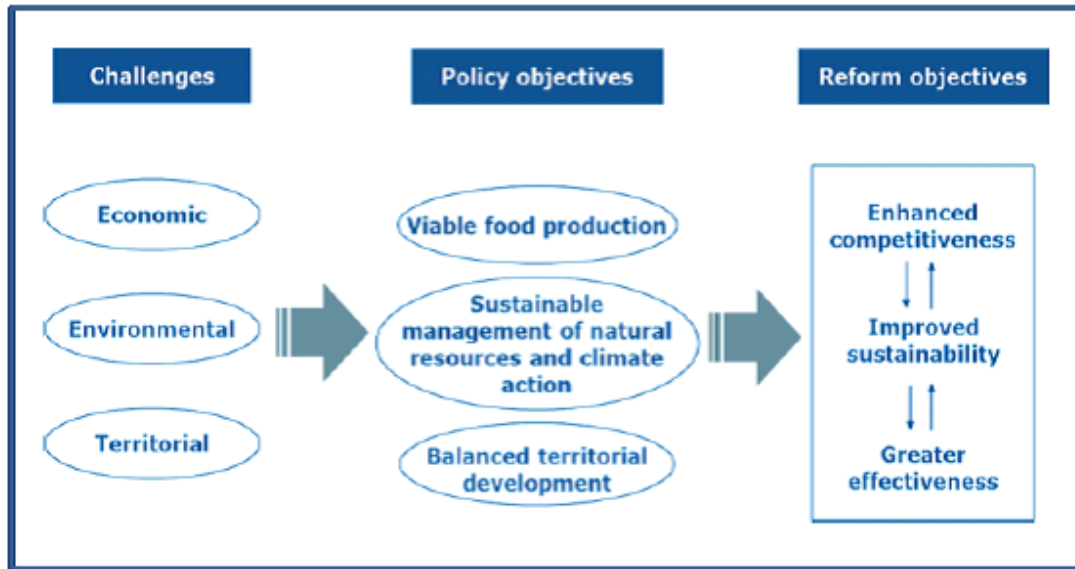 Challenges
Policy objectives
Reform objectives
Economic
Environmental
Territorial
Viable food production
Sustainable
management of natural
resources and climate
action
Balanced territorial
development
Enhanced
competitiveness
Improved
sustainability
Greater
effectiveness